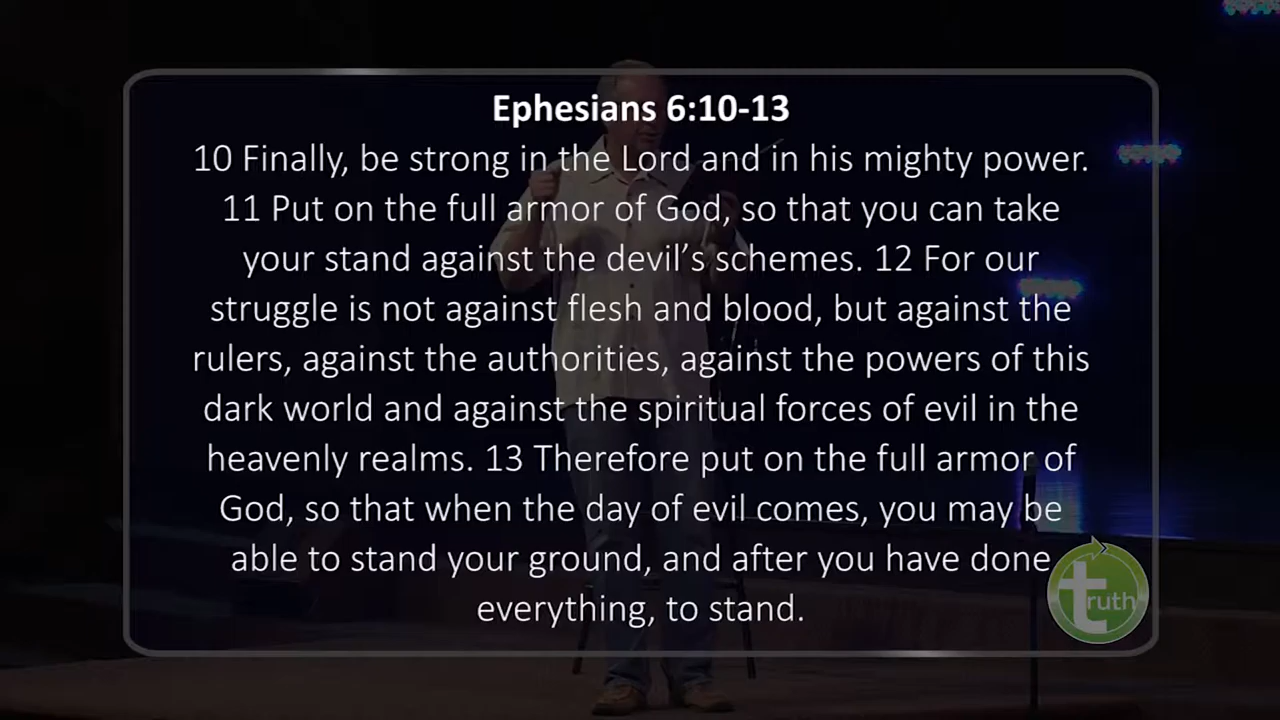 Ephesians 6:10-13
10 Finally, be strong in the Lord and in his mighty power.
11 Put on the full armor of God, so that you can take
your stand against the devil’s schemes. 12 For our
struggle is not against flesh and blood, but against the
rulers, against the authorities, against the powers of this
dark world and against the spiritual forces of evil in the
heavenly realms. 13 Therefore put on the full armor of
God, so that when the day of evil comes, you may be
able to stand your ground, and after you have done
everything, to stand.
truth